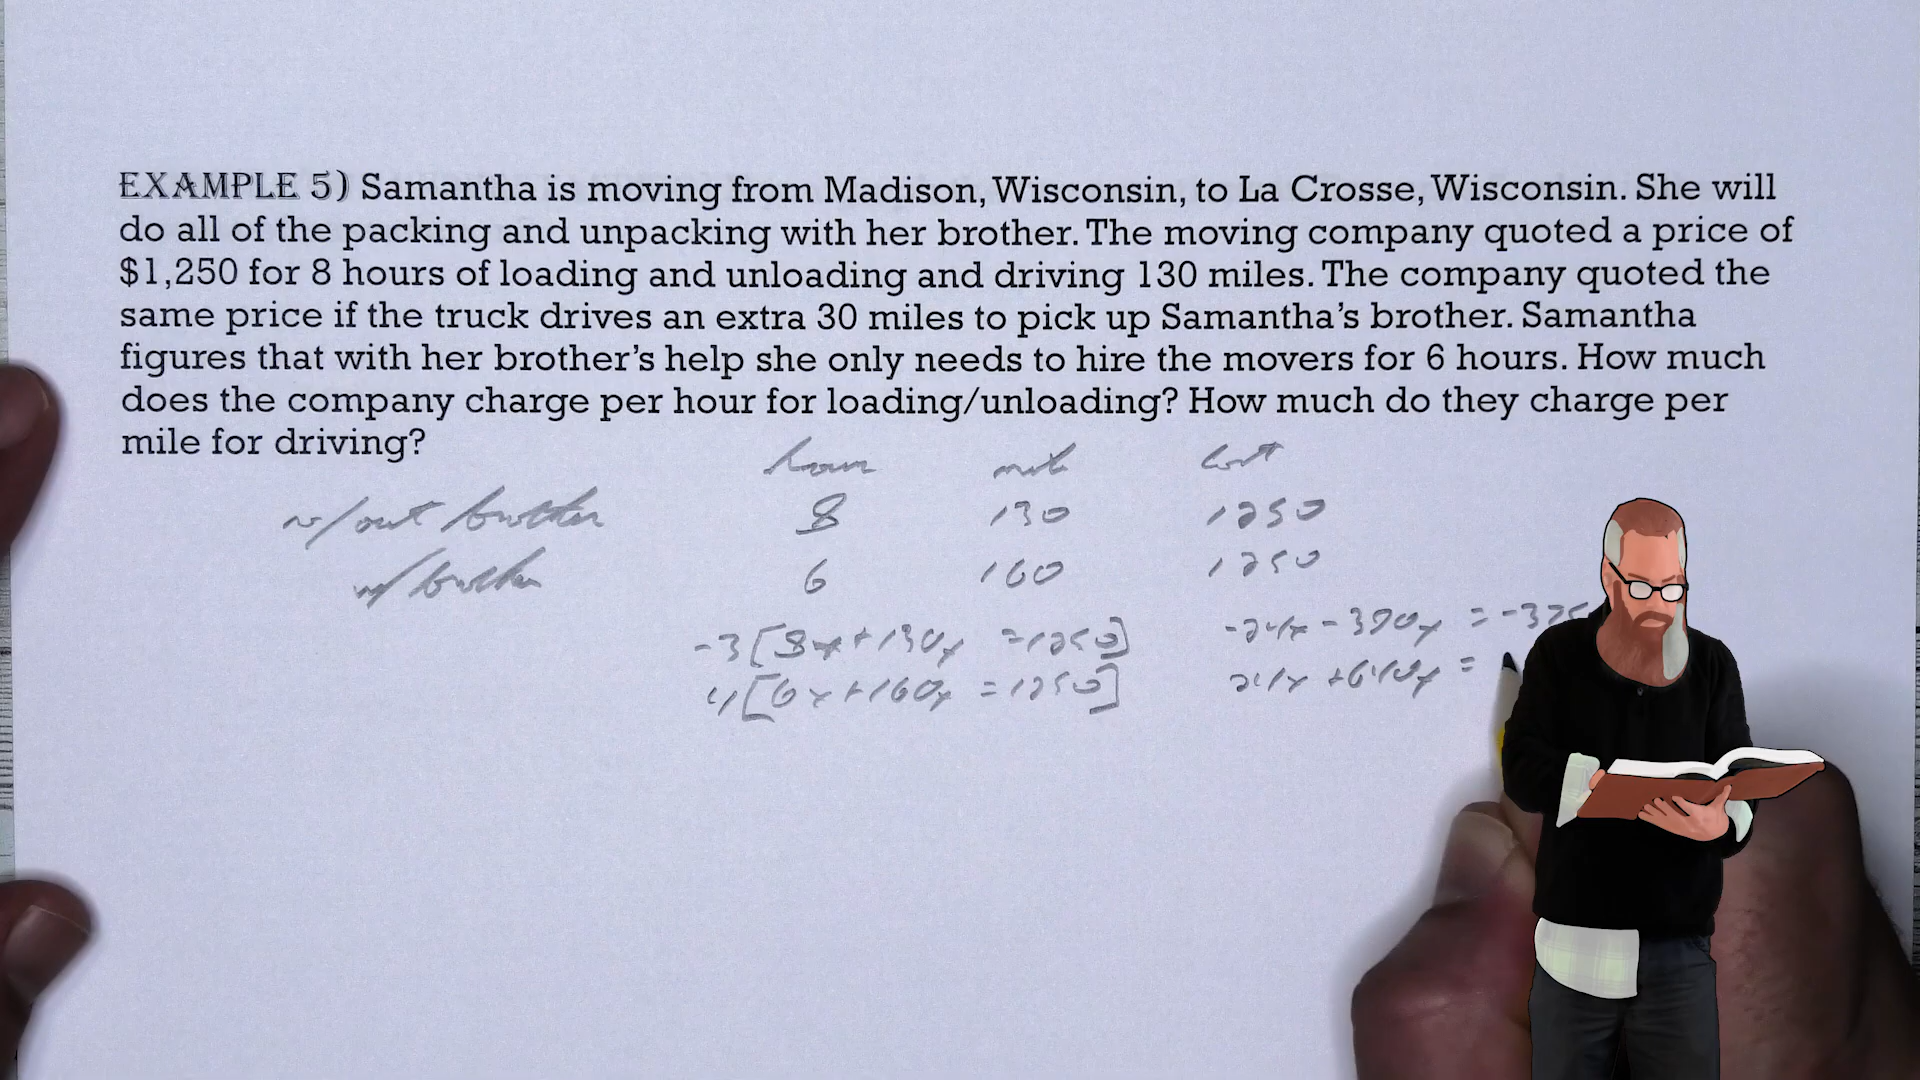 EXAMPLE 5) Samantha is moving from Madison, Wisconsin, to La Crosse, Wisconsin. She will
do all of the packing and unpacking with her brother. The moving company quoted a price of
$1,250 for 8 hours of loading and unloading and driving 130 miles. The company quoted the
same price if the truck drives an extra 30 miles to pick up Samantha's brother. Samantha
figures that with her brother's help she only needs to hire the movers for 6 hours. How much
does the company charge per hour for loading/unloading? How much do they charge per
mile for driving?
hour mile cost
w/out brother 8 130 1250
w/ brother 6 160 1250
-3[8x+130y =1250] -24x-390y =-375
4[6x+160y =1250] 24x+640y =